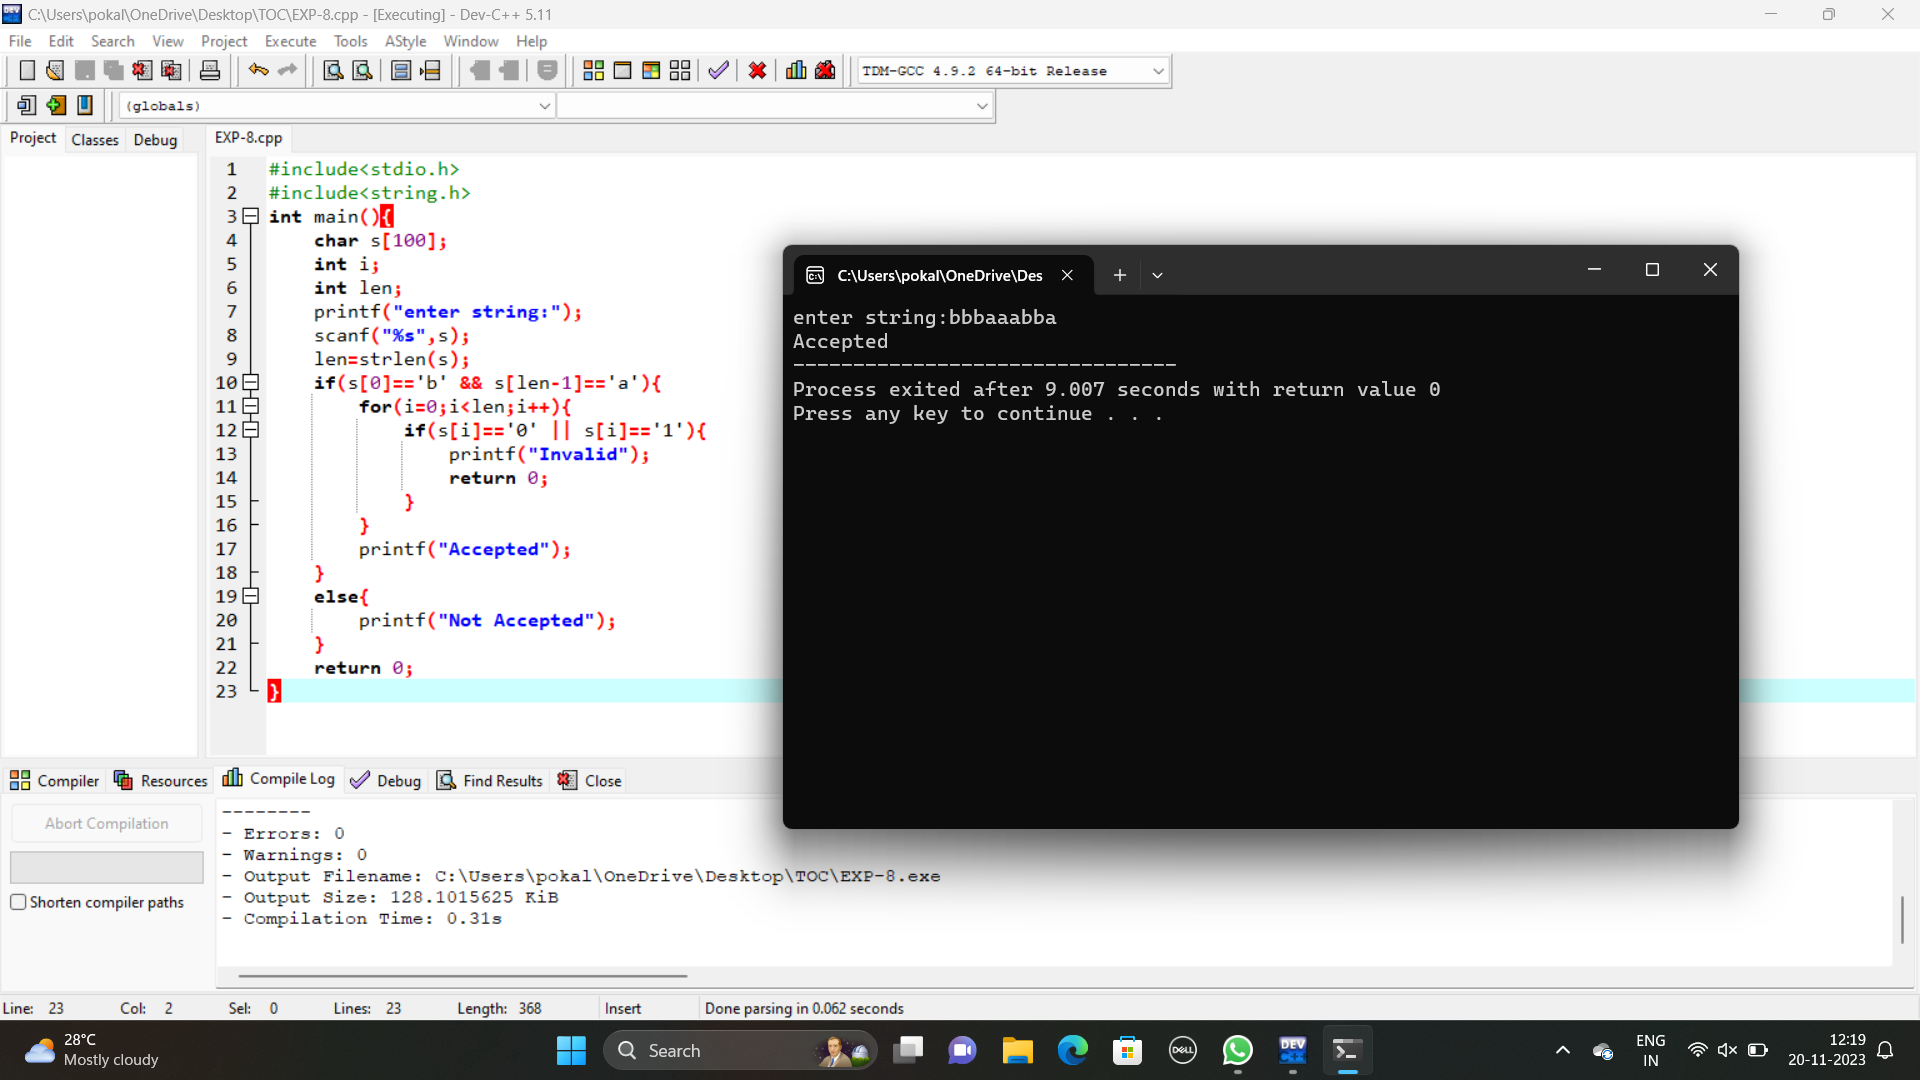 C:\Users\pokal\OneDrive\Desktop\TOC\EXP-8.cpp - [Executing] - Dev-C++ 5.11
File Edit Search View Project Execute Tools AStyle Window Help
TDM-GCC 4.9.2 64-bit Release
(globals)
Project Classes Debug
EXP-8.cpp
1 #include<stdio.h>
2 #include<string.h>
3 int main(){
4 char s[100];
5 int i;
6 int len;
7 printf("enter string:");
8 scanf("%s",s);
9 len=strlen(s);
10 if(s[0]=='b' && s[len-1]=='a'){
11 for(i=0;i<len;i++){
12 if(s[i]=='0' || s[i]=='1'){
13 printf("Invalid");
14 return 0;
15 }
16 }
17 printf("Accepted");
18 }
19 else{
20 printf("Not Accepted");
21 }
22 return 0;
23 }
C:\Users\pokal\OneDrive\Des
enter string:bbbaaabba
Accepted
--------------------------------
Process exited after 9.007 seconds with return value 0
Press any key to continue . . .
Compiler Resources Compile Log Debug Find Results Close
Abort Compilation
Shorten compiler paths
--------
- Errors: 0
- Warnings: 0
- Output Filename: C:\Users\pokal\OneDrive\Desktop\TOC\EXP-8.exe
- Output Size: 128.1015625 KiB
- Compilation Time: 0.31s
Line: 23 Col: 2 Sel: 0 Lines: 23 Length: 368 Insert Done parsing in 0.062 seconds
28°C
Mostly cloudy
Search
DELL
DEV
C++
ENG
IN
12:19
20-11-2023